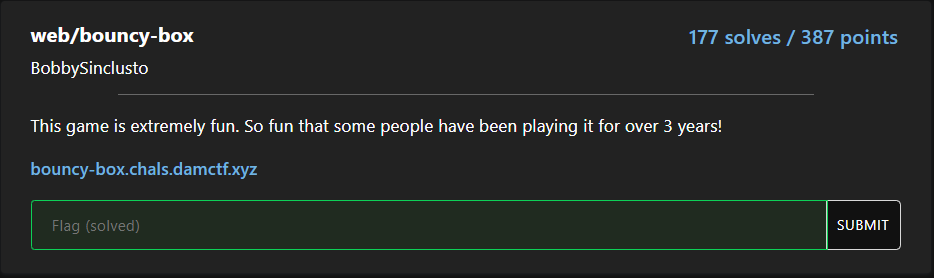 web/bouncy-box
177 solves / 387 points
BobbySinclusto
This game is extremely fun. So fun that some people have been playing it for over 3 years!
bouncy-box.chals.damctf.xyz
Flag (solved)
SUBMIT